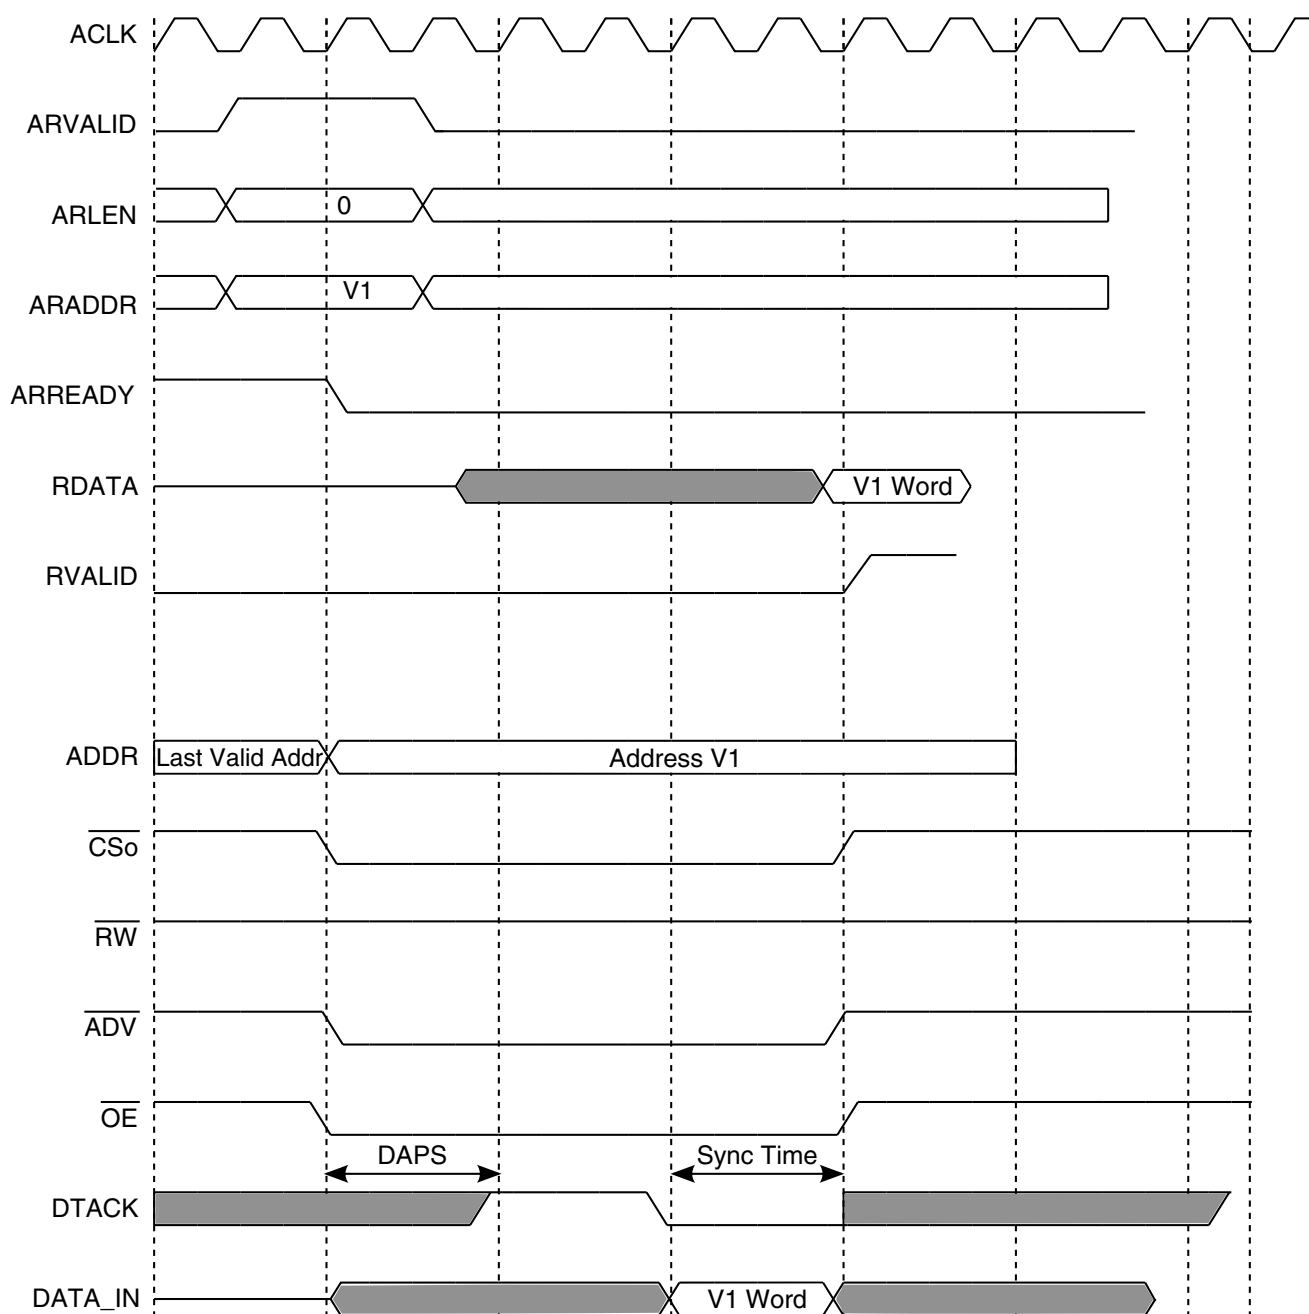 ACLK
ARVALID
ARLEN
0
ARADDR
V1
ARREADY
RDATA
V1 Word
RVALID
ADDR
Last Valid Addr
Address V1
CSo
RW
ADV
OE
DAPS
Sync Time
DTACK
DATA_IN
V1 Word